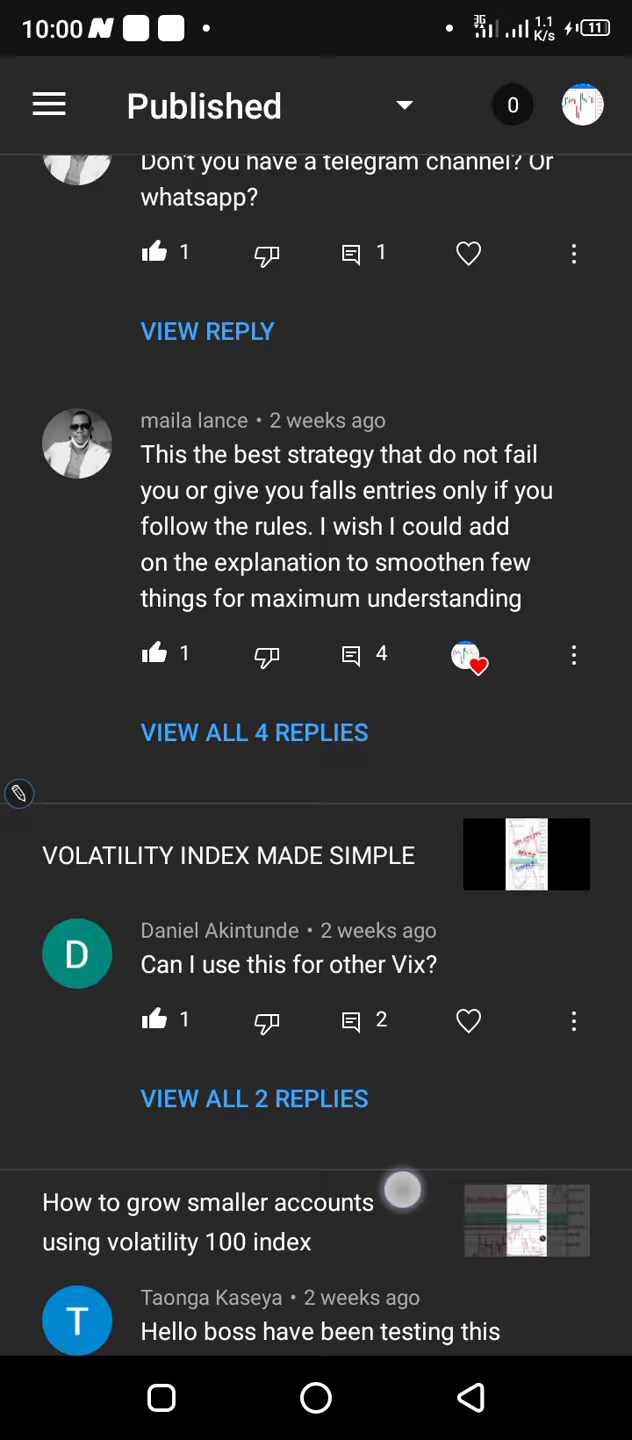 10:00
1.1
K/s
11
Published
0
Don't you have a telegram channel? Or
whatsapp?
1
1
VIEW REPLY
maila lance • 2 weeks ago
This the best strategy that do not fail
you or give you falls entries only if you
follow the rules. I wish I could add
on the explanation to smoothen few
things for maximum understanding
1
4
VIEW ALL 4 REPLIES
VOLATILITY INDEX MADE SIMPLE
D
Daniel Akintunde • 2 weeks ago
Can I use this for other Vix?
1
2
VIEW ALL 2 REPLIES
How to grow smaller accounts
using volatility 100 index
T
Taonga Kaseya • 2 weeks ago
Hello boss have been testing this